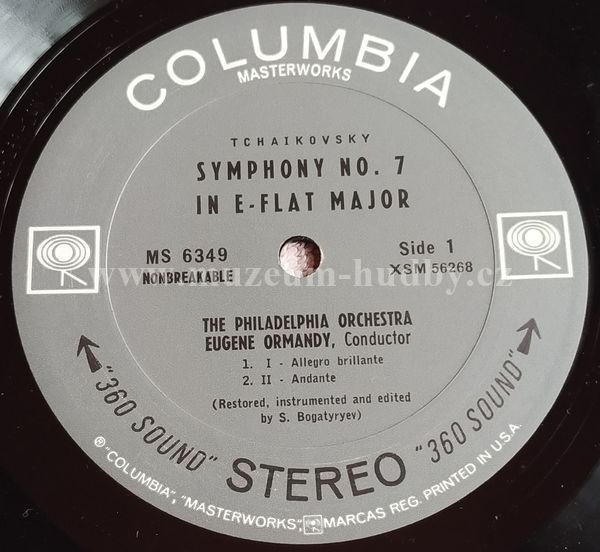 COLUMBIA
MASTERWORKS
TCHAIKOVSKY
SYMPHONY NO. 7
IN E-FLAT MAJOR
MS 6349
NONBREAKABLE
Side 1
XSM 56268
www.muzeum-hudby.cz
THE PHILADELPHIA ORCHESTRA
EUGENE ORMANDY, Conductor
1. I - Allegro brillante
2. II - Andante
(Restored, instrumented and edited
by S. Bogatyryev)
"360 SOUND" STEREO "360 SOUND"
® "COLUMBIA", "MASTERWORKS", MARCAS REG. PRINTED IN U.S.A.